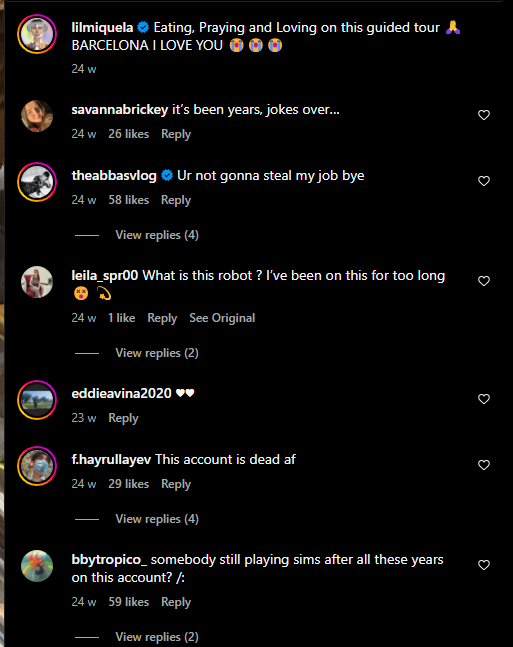 lilmiquela Eating, Praying and Loving on this guided tour 🙏
BARCELONA I LOVE YOU 😭😭😭
24 w
savannabrickey it's been years, jokes over...
24 w 26 likes Reply
theabbasvlog Ur not gonna steal my job bye
24 w 58 likes Reply
View replies (4)
leila_spr00 What is this robot ? I've been on this for too long
😵 💫
24 w 1 like Reply See Original
View replies (2)
eddieavina2020 ♥♥
23 w Reply
f.hayrullayev This account is dead af
24 w 29 likes Reply
View replies (4)
bbytropico_ somebody still playing sims after all these years
on this account? /:
24 w 59 likes Reply
View replies (2)